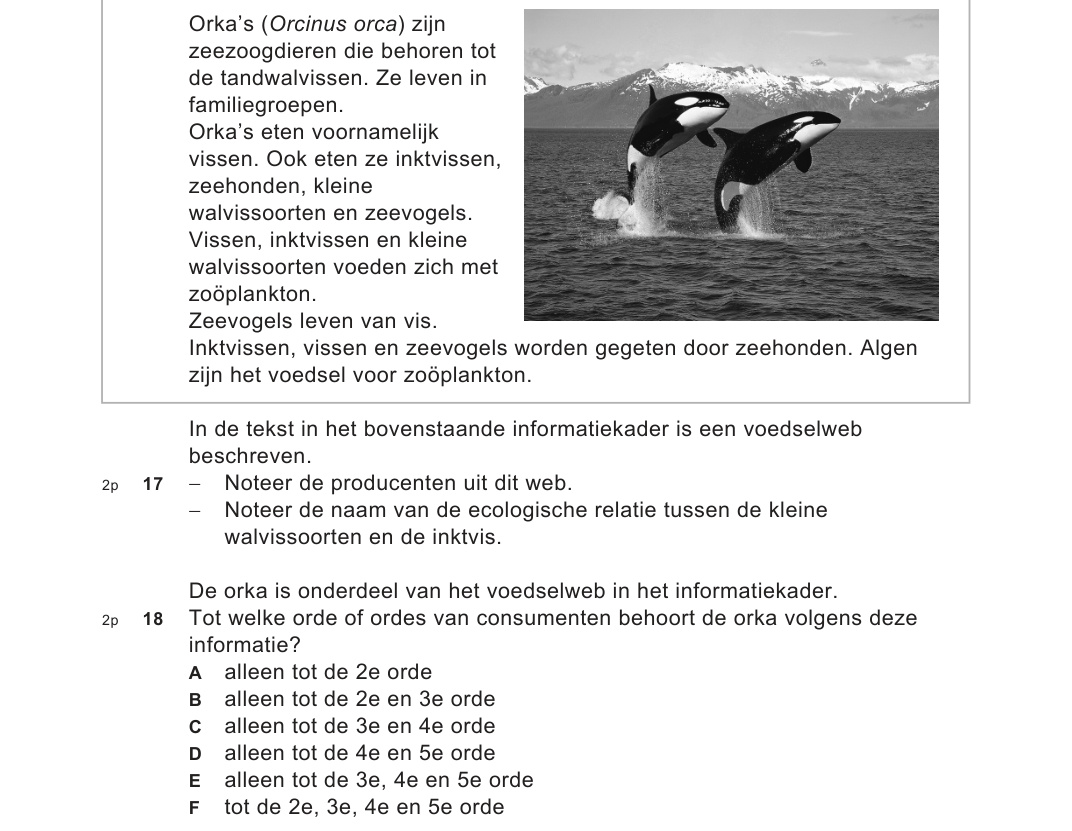 Orka’s (Orcinus orca) zijn
zeezoogdieren die behoren tot
de tandwalvissen. Ze leven in
familiegroepen.
Orka’s eten voornamelijk
vissen. Ook eten ze inktvissen,
zeehonden, kleine
walvissoorten en zeevogels.
Vissen, inktvissen en kleine
walvissoorten voeden zich met
zoöplankton.
Zeevogels leven van vis.
Inktvissen, vissen en zeevogels worden gegeten door zeehonden. Algen
zijn het voedsel voor zoöplankton.
In de tekst in het bovenstaande informatiekader is een voedselweb
beschreven.
2p 17 – Noteer de producenten uit dit web.
– Noteer de naam van de ecologische relatie tussen de kleine
walvissoorten en de inktvis.
De orka is onderdeel van het voedselweb in het informatiekader.
2p 18 Tot welke orde of ordes van consumenten behoort de orka volgens deze
informatie?
A alleen tot de 2e orde
B alleen tot de 2e en 3e orde
C alleen tot de 3e en 4e orde
D alleen tot de 4e en 5e orde
E alleen tot de 3e, 4e en 5e orde
F tot de 2e, 3e, 4e en 5e orde